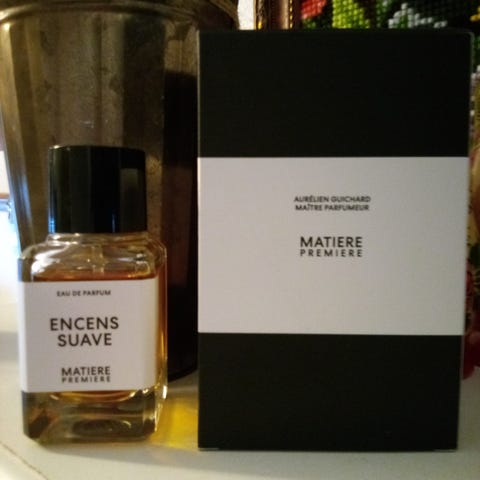 EAU DE PARFUM
ENCENS
SUAVE
MATIERE
PREMIERE
AURÉLIEN GUICHARD
MAÎTRE PARFUMEUR
MATIERE
PREMIERE